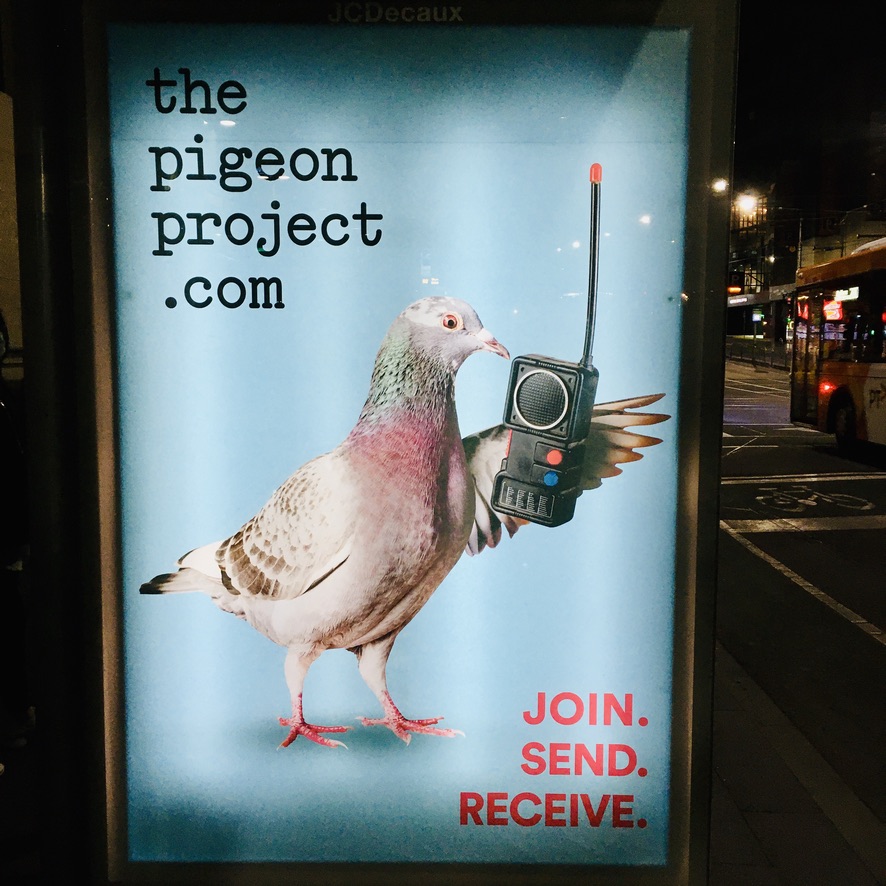 JCDecaux
the
pigeon
project
.com
JOIN.
SEND.
RECEIVE.